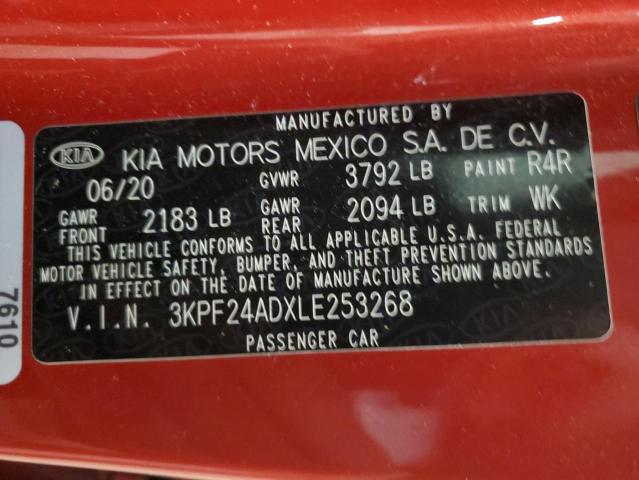 MANUFACTURED BY
KIA KIA MOTORS MEXICO S.A. DE C.V.
06/20 GVWR 3792 LB PAINT R4R
GAWR FRONT 2183 LB GAWR REAR 2094 LB TRIM WK
THIS VEHICLE CONFORMS TO ALL APPLICABLE U.S.A. FEDERAL
MOTOR VEHICLE SAFETY, BUMPER, AND THEFT PREVENTION STANDARDS
IN EFFECT ON THE DATE OF MANUFACTURE SHOWN ABOVE.
V.I.N. 3KPF24ADXLE253268
PASSENGER CAR
7610